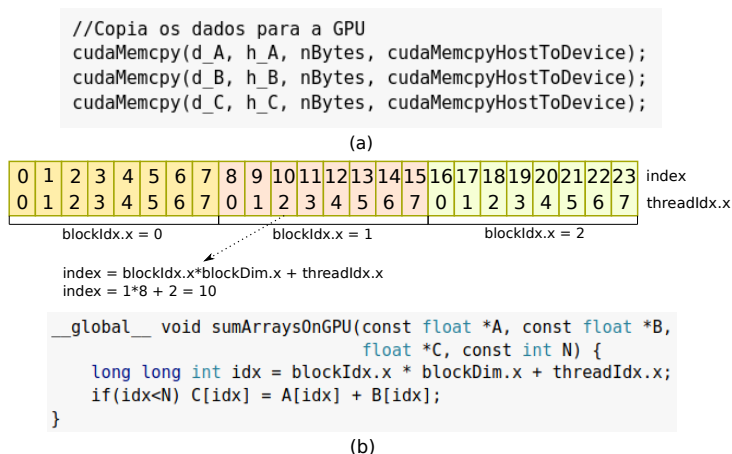 //Copia os dados para a GPU
cudaMemcpy(d_A, h_A, nBytes, cudaMemcpyHostToDevice);
cudaMemcpy(d_B, h_B, nBytes, cudaMemcpyHostToDevice);
cudaMemcpy(d_C, h_C, nBytes, cudaMemcpyHostToDevice);
(a)
0 1 2 3 4 5 6 7 8 9 10 11 12 13 14 15 16 17 18 19 20 21 22 23 index
0 1 2 3 4 5 6 7 0 1 2 3 4 5 6 7 0 1 2 3 4 5 6 7 threadIdx.x
blockIdx.x = 0 blockIdx.x = 1 blockIdx.x = 2
index = blockIdx.x*blockDim.x + threadIdx.x
index = 1*8 + 2 = 10
__global__ void sumArraysOnGPU(const float *A, const float *B,
float *C, const int N) {
long long int idx = blockIdx.x * blockDim.x + threadIdx.x;
if(idx<N) C[idx] = A[idx] + B[idx];
}
(b)